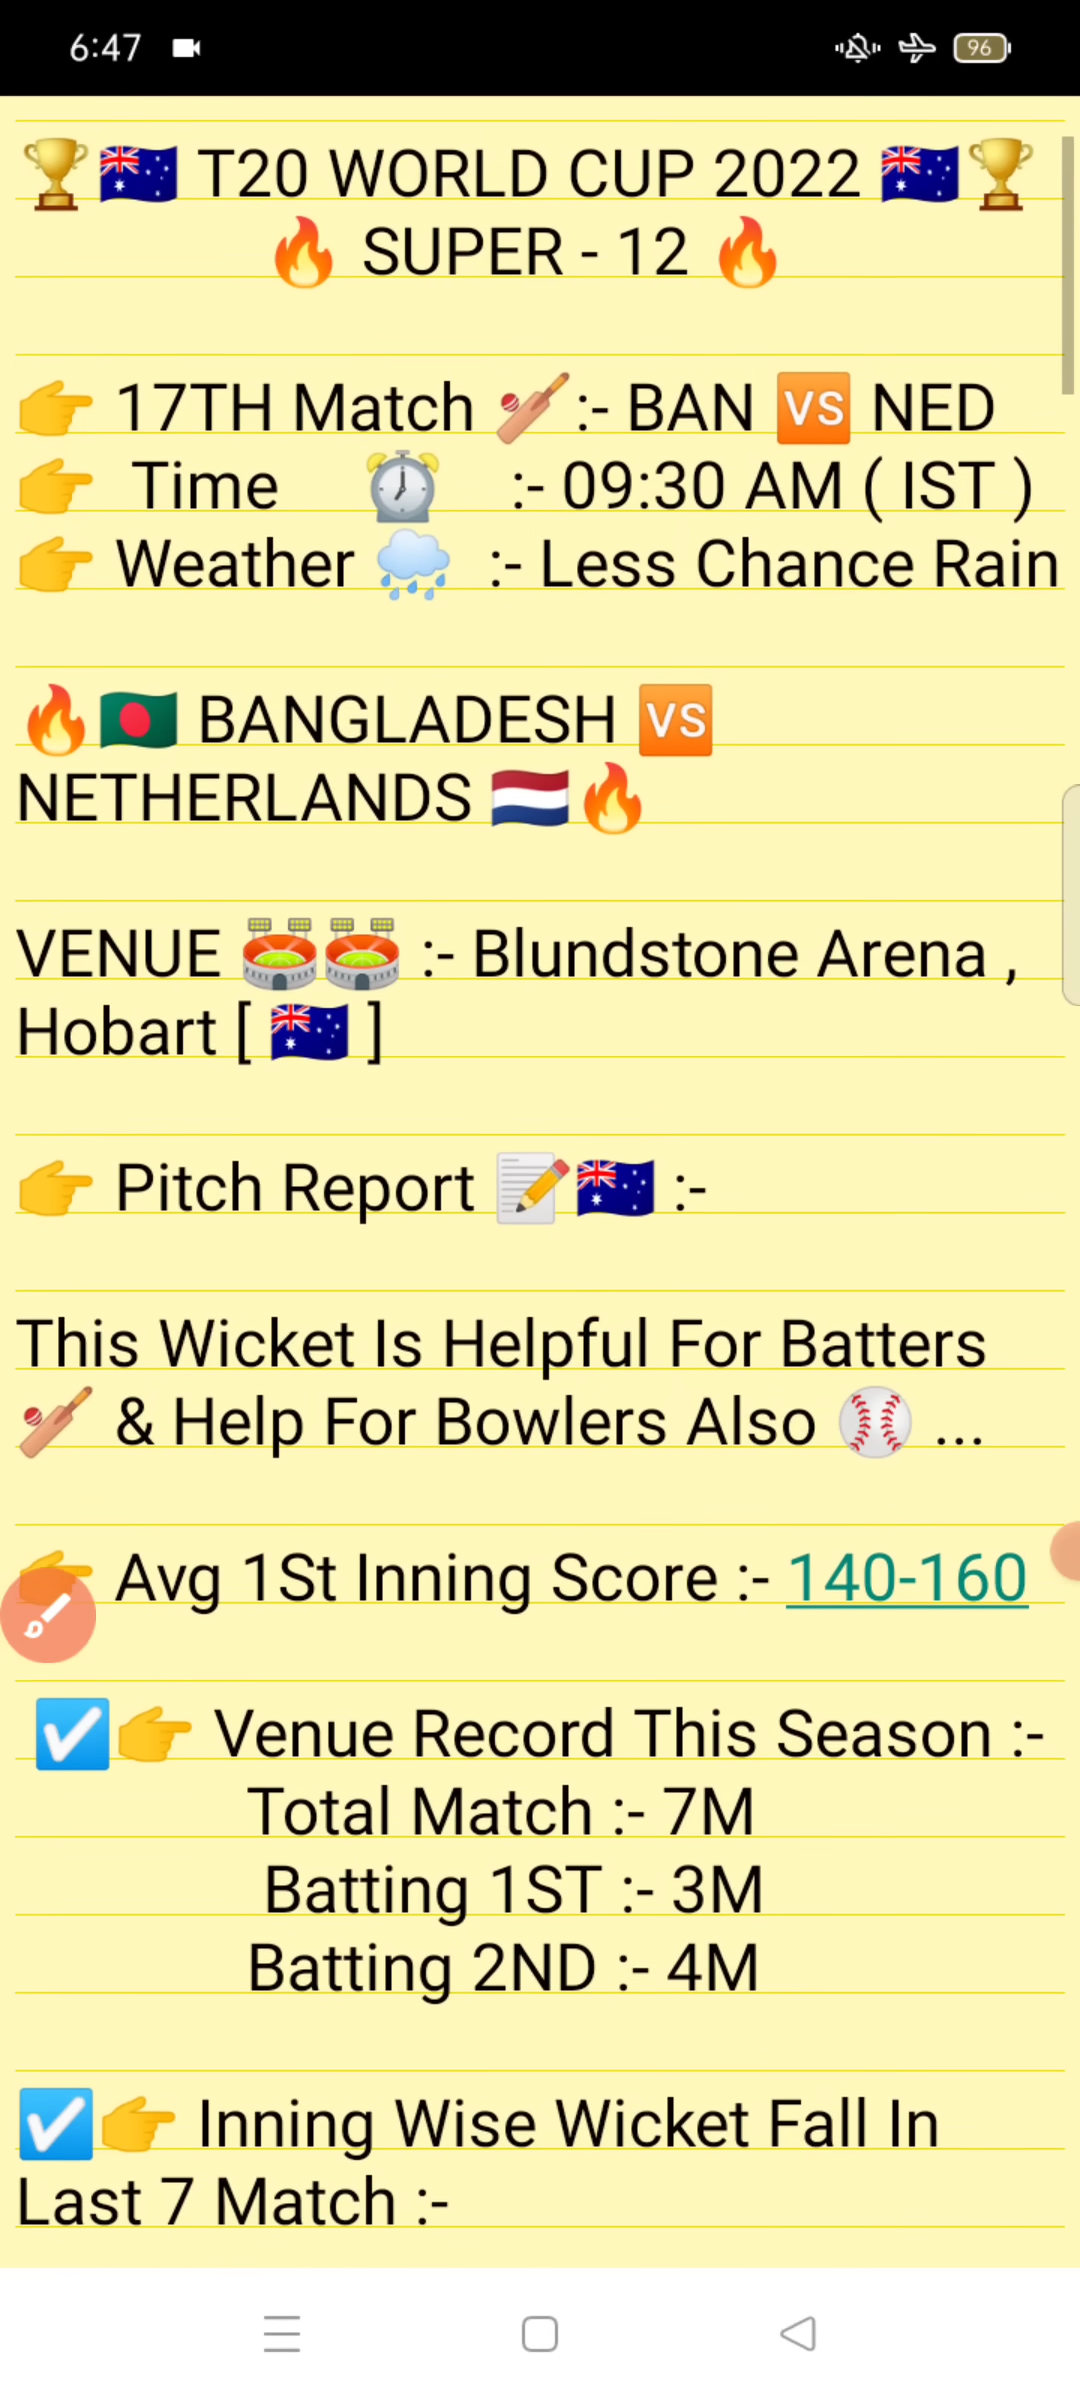 6:47 96
🏆🇦🇺 T20 WORLD CUP 2022 🇦🇺🏆
🔥 SUPER - 12 🔥
👉 17TH Match 🏏:- BAN 🆚 NED
👉 Time ⏰ :- 09:30 AM ( IST )
👉 Weather 🌧️ :- Less Chance Rain
🔥🇧🇩 BANGLADESH 🆚
NETHERLANDS 🇳🇱🔥
VENUE 🏟️🏟️ :- Blundstone Arena ,
Hobart [ 🇦🇺 ]
👉 Pitch Report 📝🇦🇺 :-
This Wicket Is Helpful For Batters
🏏 & Help For Bowlers Also ⚾ ...
👉 Avg 1St Inning Score :- 140-160
☑️👉 Venue Record This Season :-
Total Match :- 7M
Batting 1ST :- 3M
Batting 2ND :- 4M
☑️👉 Inning Wise Wicket Fall In
Last 7 Match :-